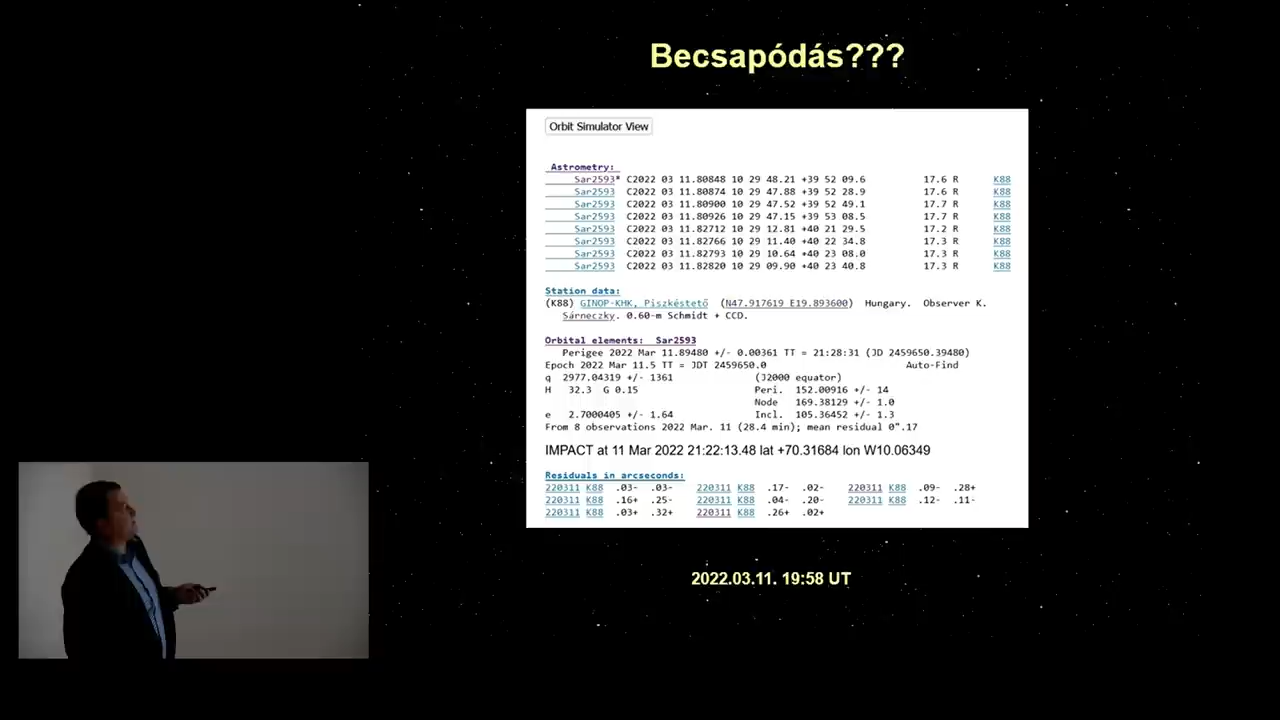 Becsapódás???
Orbit Simulator View
Astrometry:
Sar2593* C2022 03 11.80848 10 29 48.21 +39 52 09.6 17.6 R K88
Sar2593 C2022 03 11.80874 10 29 47.88 +39 52 28.9 17.6 R K88
Sar2593 C2022 03 11.80900 10 29 47.52 +39 52 49.1 17.7 R K88
Sar2593 C2022 03 11.80926 10 29 47.15 +39 53 08.5 17.7 R K88
Sar2593 C2022 03 11.82712 10 29 12.81 +40 21 29.5 17.2 R K88
Sar2593 C2022 03 11.82766 10 29 11.40 +40 22 34.8 17.3 R K88
Sar2593 C2022 03 11.82793 10 29 10.64 +40 23 08.0 17.3 R K88
Sar2593 C2022 03 11.82820 10 29 09.90 +40 23 40.8 17.3 R K88
Station data:
(K88) GINOP-KHK, Piszkéstető (N47.917619 E19.893600) Hungary. Observer K.
Sárneczky. 0.60-m Schmidt + CCD.
Orbital elements: Sar2593
Perigee 2022 Mar 11.89480 +/- 0.00361 TT = 21:28:31 (JD 2459650.39480)
Epoch 2022 Mar 11.5 TT = JDT 2459650.0 Auto-Find
q 2977.04319 +/- 1361 (J2000 equator)
H 32.3 G 0.15 Peri. 152.00916 +/- 14
Node 169.38129 +/- 1.0
e 2.7000405 +/- 1.64 Incl. 105.36452 +/- 1.3
From 8 observations 2022 Mar. 11 (28.4 min); mean residual 0".17
IMPACT at 11 Mar 2022 21:22:13.48 lat +70.31684 lon W10.06349
Residuals in arcseconds:
220311 K88 .03- .03- 220311 K88 .17- .02- 220311 K88 .09- .28+
220311 K88 .16+ .25- 220311 K88 .04- .20- 220311 K88 .12- .11-
220311 K88 .03+ .32+ 220311 K88 .26+ .02+
2022.03.11. 19:58 UT